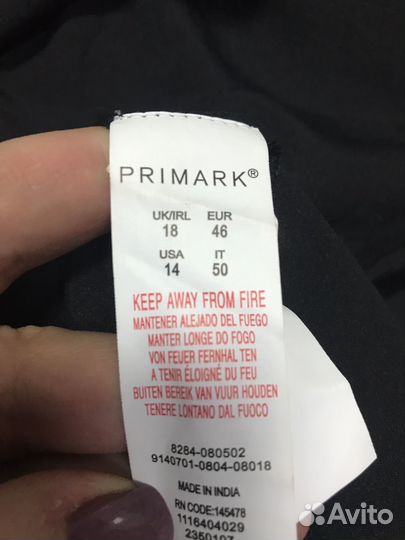 PRIMARK®
UK/IRL EUR
18 46
USA IT
14 50
KEEP AWAY FROM FIRE
MANTENER ALEJADO DEL FUEGO
MANTER LONGE DO FOGO
VON FEUER FERNHAL TEN
A TENIR ÉLOIGNÉ DU FEU
BUITEN BEREIK VAN VUUR HOUDEN
TENERE LONTANO DAL FUOCO
8284-080502
9140701-0804-08018
MADE IN INDIA
RN CODE:145478
1116404029
2350107
Avito